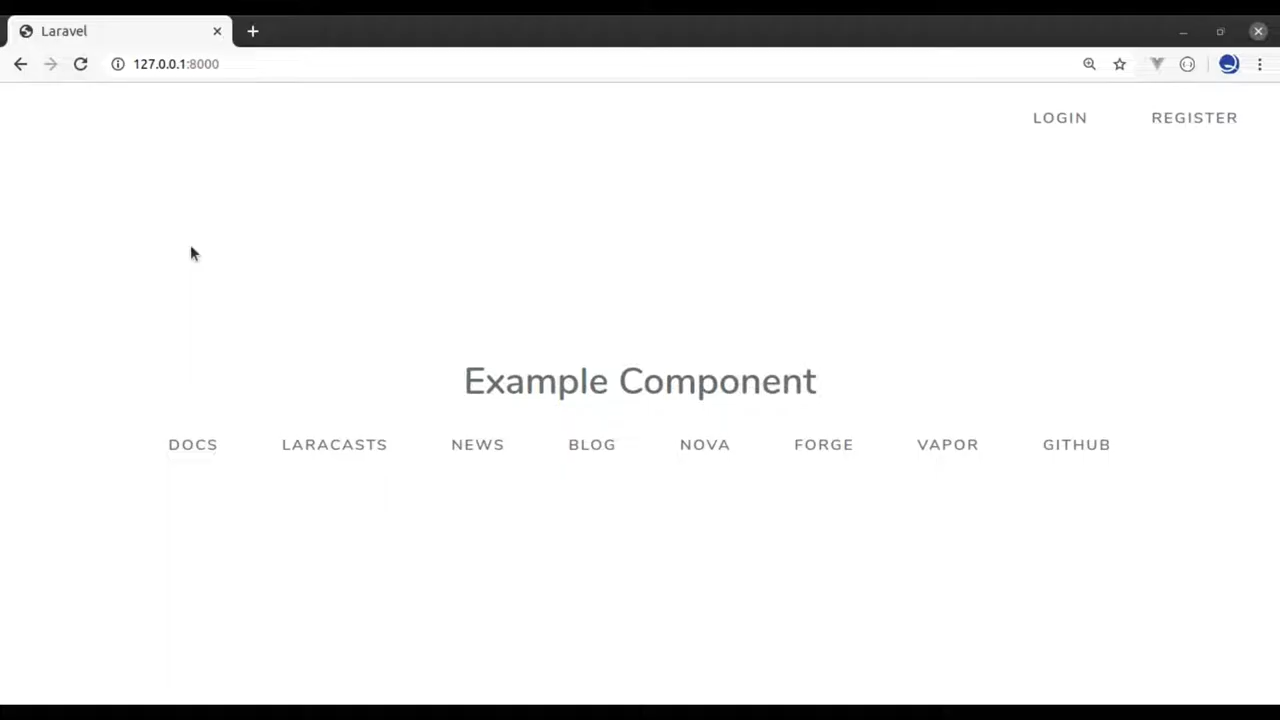 Laravel
127.0.0.1:8000
LOGIN REGISTER
Example Component
DOCS LARACASTS NEWS BLOG NOVA FORGE VAPOR GITHUB